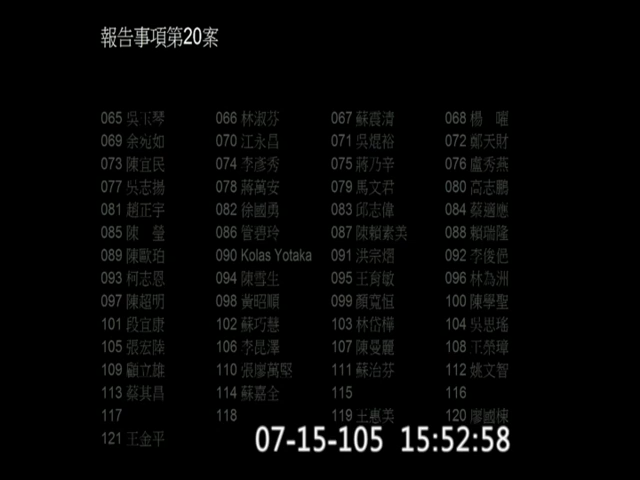 報告事項第20案
065 吳玉琴 066 林淑芬 067 蘇震清 068 楊 曜
069 余宛如 070 江永昌 071 吳焜裕 072 鄭天財
073 陳宜民 074 李彥秀 075 蔣乃辛 076 盧秀燕
077 吳志揚 078 蔣萬安 079 馬文君 080 高志鵬
081 趙正宇 082 徐國勇 083 邱志偉 084 蔡適應
085 陳 瑩 086 管碧玲 087 陳賴素美 088 賴瑞隆
089 陳歐珀 090 Kolas Yotaka 091 洪宗熠 092 李俊俋
093 柯志恩 094 陳雪生 095 王育敏 096 林為洲
097 陳超明 098 黃昭順 099 顏寬恒 100 陳學聖
101 段宜康 102 蘇巧慧 103 林岱樺 104 吳思瑤
105 張宏陸 106 李昆澤 107 陳曼麗 108 王榮璋
109 顧立雄 110 張廖萬堅 111 蘇治芬 112 姚文智
113 蔡其昌 114 蘇嘉全 115 116
117 118 119 王惠美 120 廖國棟
121 王金平
07-15-105 15:52:58